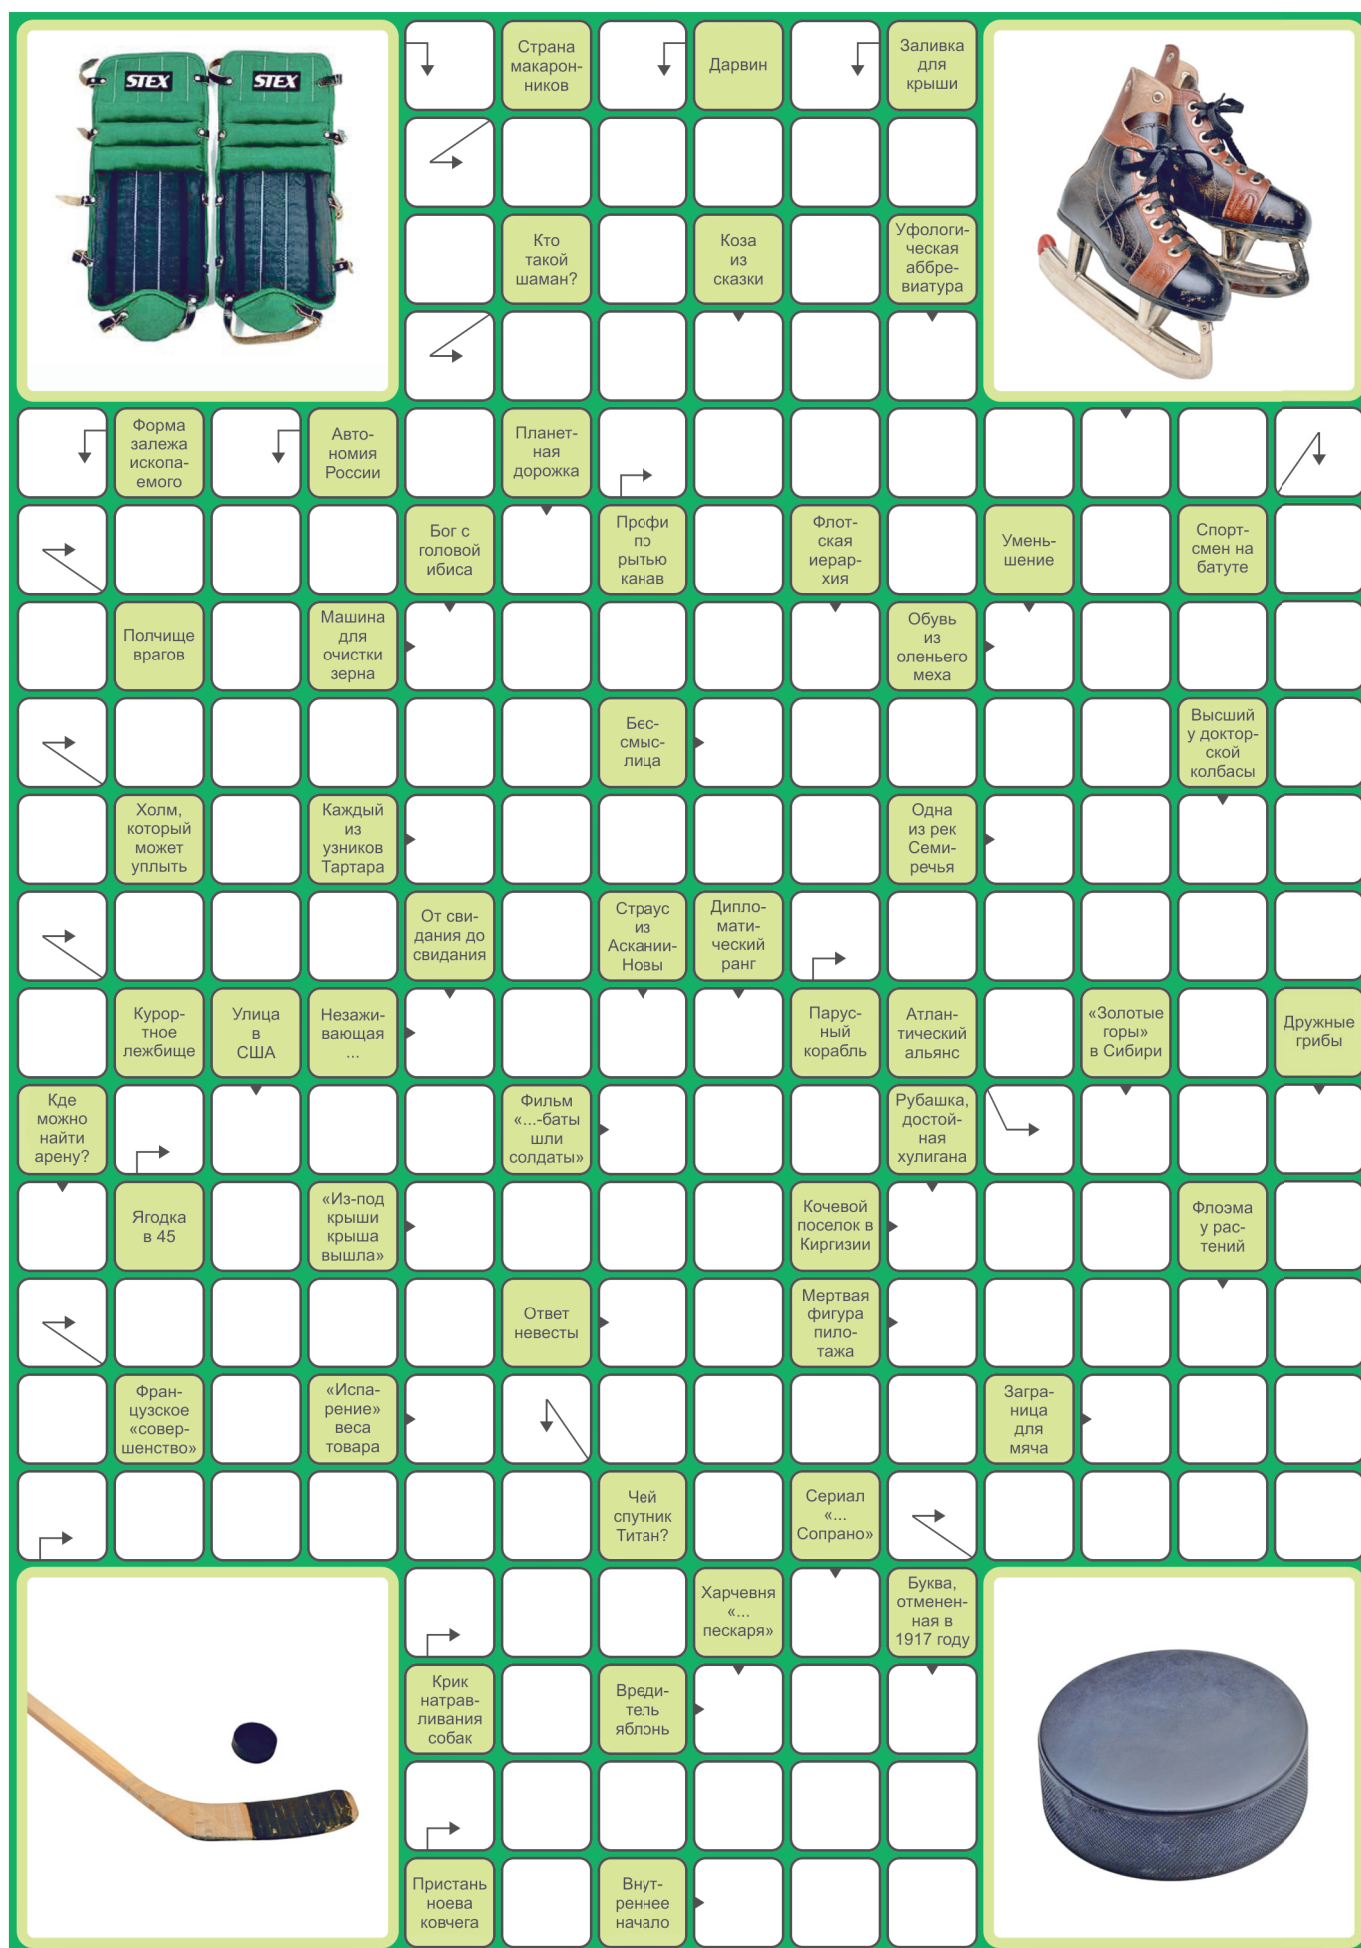 STEX
STEX
Страна
макарон-
ников
Дарвин
Заливка
для
крыши
Кто
такой
шаман?
Коза
из
сказки
Уфологи-
ческая
аббре-
виатура
Форма
залежа
ископа-
емого
Авто-
номия
России
Планет-
ная
дорожка
Бог с
головой
ибиса
Профи
по
рытью
канав
Флот-
ская
иерар-
хия
Умень-
шение
Спорт-
смен на
батуте
Полчище
врагов
Машина
для
очистки
зерна
Обувь
из
оленьего
меха
Бес-
смыс-
лица
Высший
у доктор-
ской
колбасы
Холм,
который
может
уплыть
Каждый
из
узников
Тартара
Одна
из рек
Семи-
речья
От сви-
дания до
свидания
Страус
из
Аскании-
Новы
Дипло-
мати-
ческий
ранг
Курор-
тное
лежбище
Улица
в
США
Незажи-
вающая
...
Парус-
ный
корабль
Атлан-
тический
альянс
«Золотые
горы»
в Сибири
Дружные
грибы
Где
можно
найти
арену?
Фильм
«...-баты
шли
солдаты»
Рубашка,
достой-
ная
хулигана
Ягодка
в 45
«Из-под
крыши
крыша
вышла»
Кочевой
поселок в
Киргизии
Флоэма
у рас-
тений
Ответ
невесты
Мертвая
фигура
пило-
тажа
Фран-
цузское
«совер-
шенство»
«Испа-
рение»
веса
товара
Загра-
ница
для
мяча
Чей
спутник
Титан?
Сериал
«...
Сопрано»
Харчевня
«...
пескаря»
Буква,
отменен-
ная в
1917 году
Крик
натрав-
ливания
собак
Вреди-
тель
яблонь
Пристань
ноева
ковчега
Внут-
реннее
начало